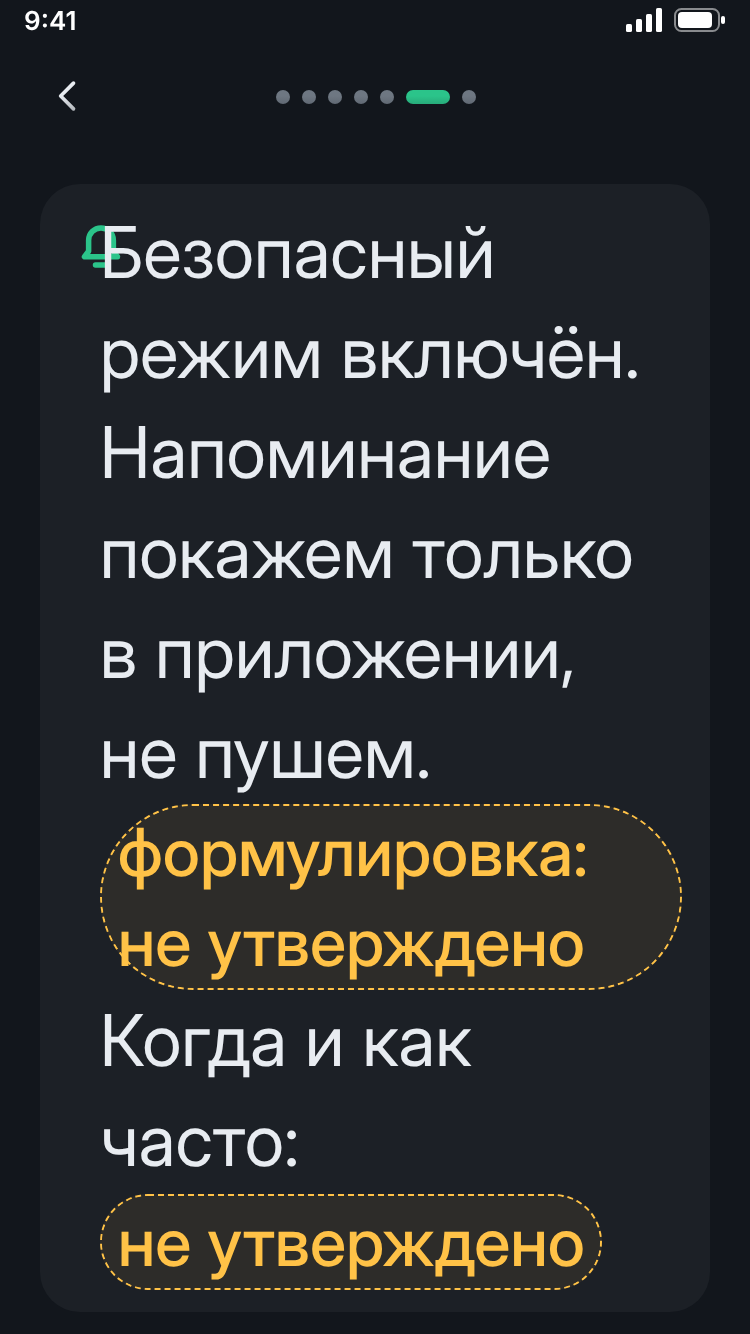 9:41
Безопасный
режим включён.
Напоминание
покажем только
в приложении,
не пушем.
формулировка:
не утверждено
Когда и как
часто:
не утверждено